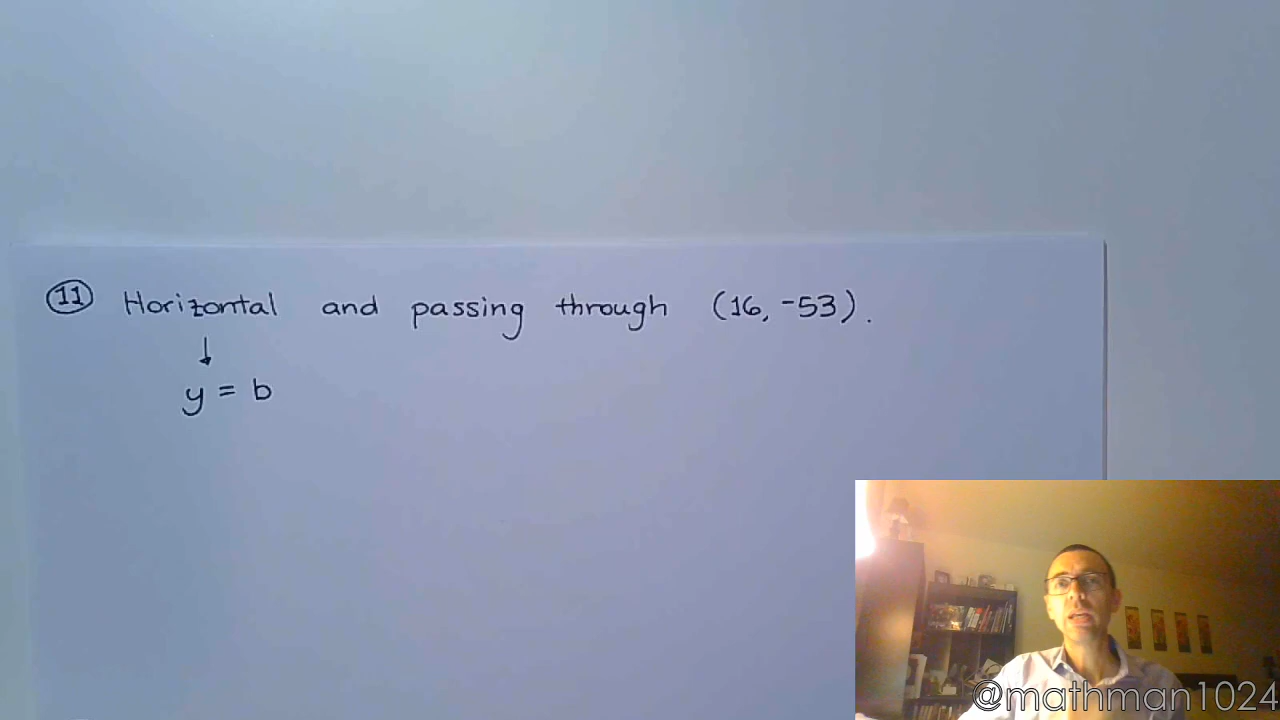 11 Horizontal and passing through (16, -53).
↓
y = b
@mathman1024